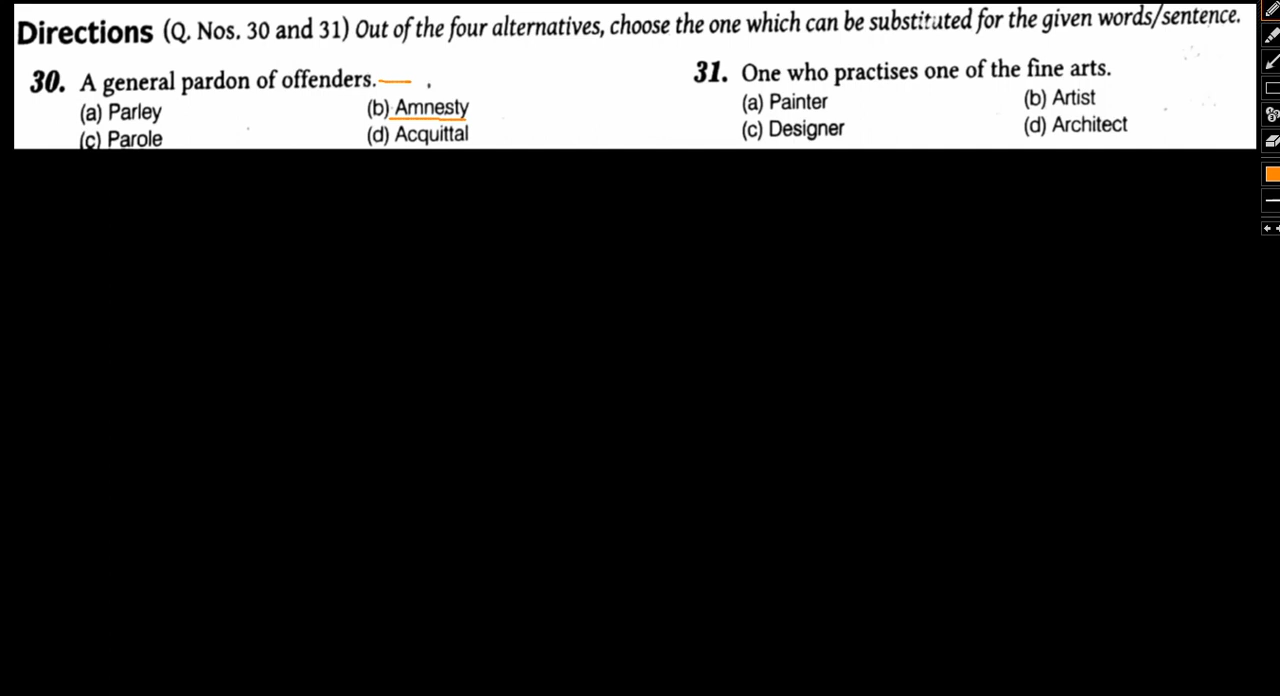 Directions (Q. Nos. 30 and 31) Out of the four alternatives, choose the one which can be substituted for the given words/sentence.
30. A general pardon of offenders.
(a) Parley (b) Amnesty
(c) Parole (d) Acquittal
31. One who practises one of the fine arts.
(a) Painter (b) Artist
(c) Designer (d) Architect